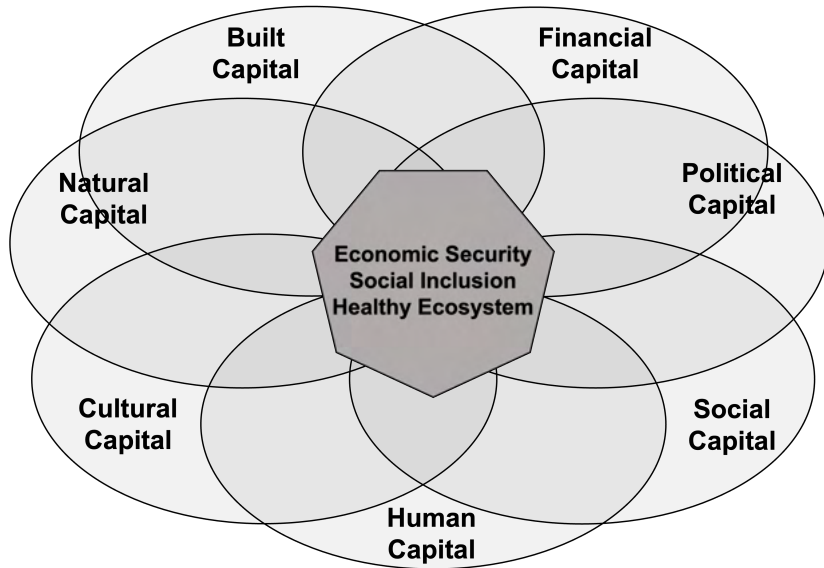 Built
Capital
Financial
Capital
Natural
Capital
Political
Capital
Economic Security
Social Inclusion
Healthy Ecosystem
Cultural
Capital
Social
Capital
Human
Capital